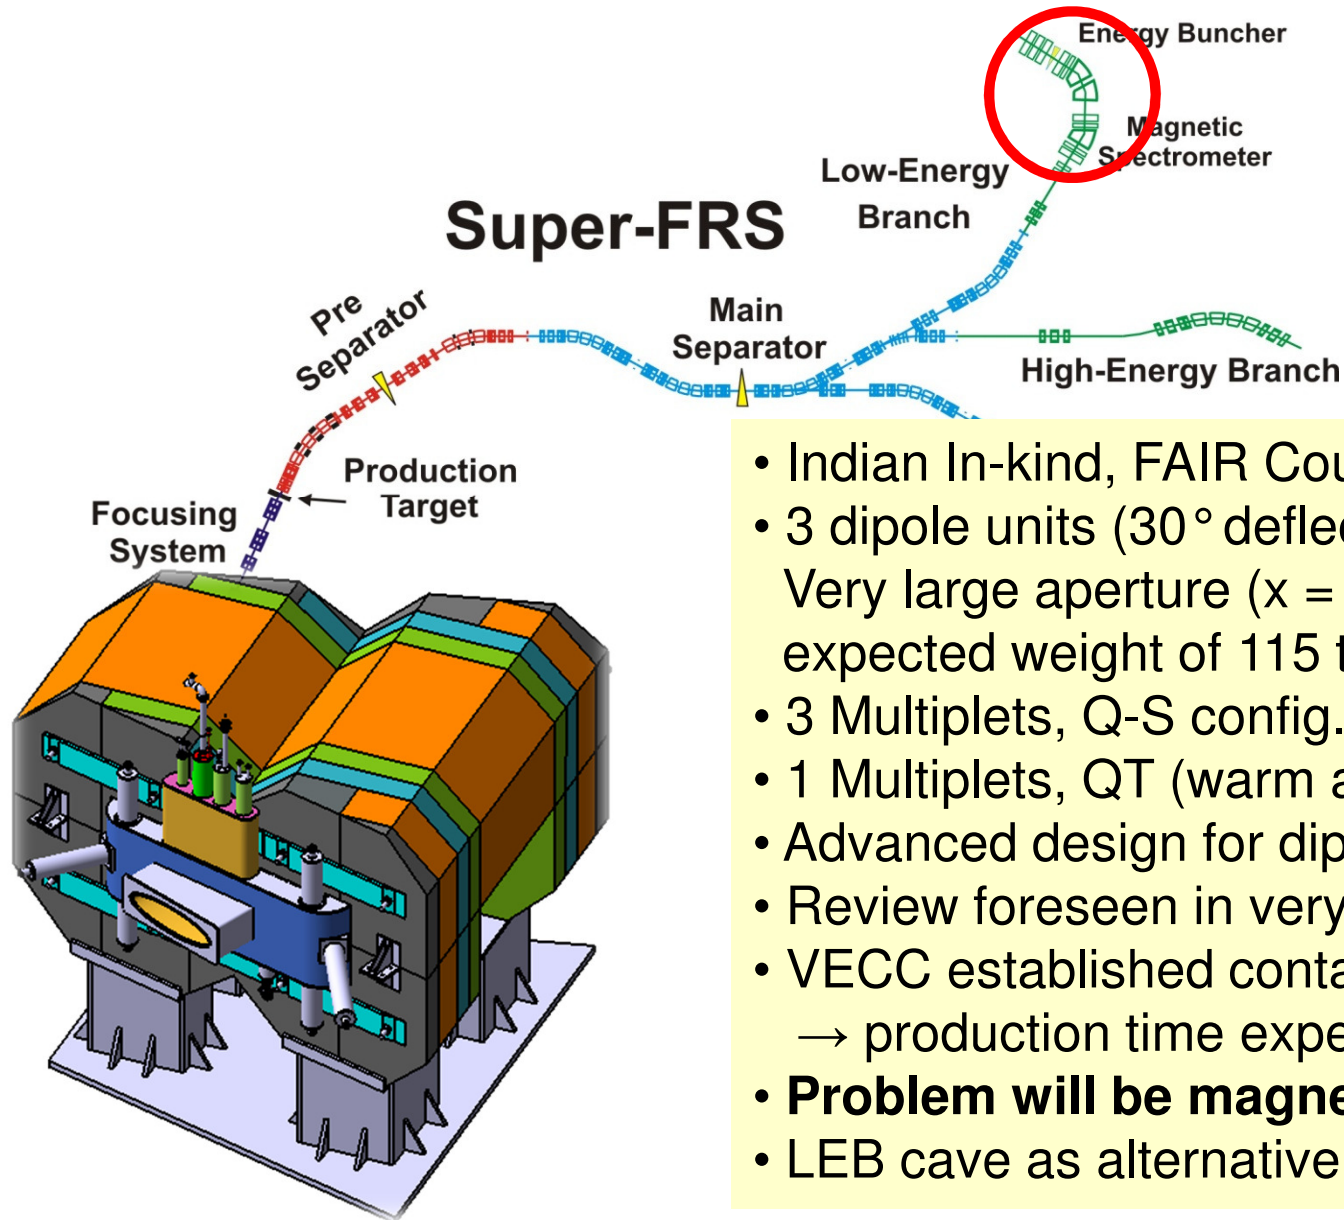 Energy Buncher
Magnetic
Spectrometer
Low-Energy
Branch
Super-FRS
Pre
Separator
Main
Separator
High-Energy Branch
Production
Target
Focusing
System
• Indian In-kind, FAIR Cou
• 3 dipole units (30° deflec
Very large aperture (x =
expected weight of 115 t
• 3 Multiplets, Q-S config.
• 1 Multiplets, QT (warm a
• Advanced design for dip
• Review foreseen in very
• VECC established conta
→ production time expe
• Problem will be magne
• LEB cave as alternative